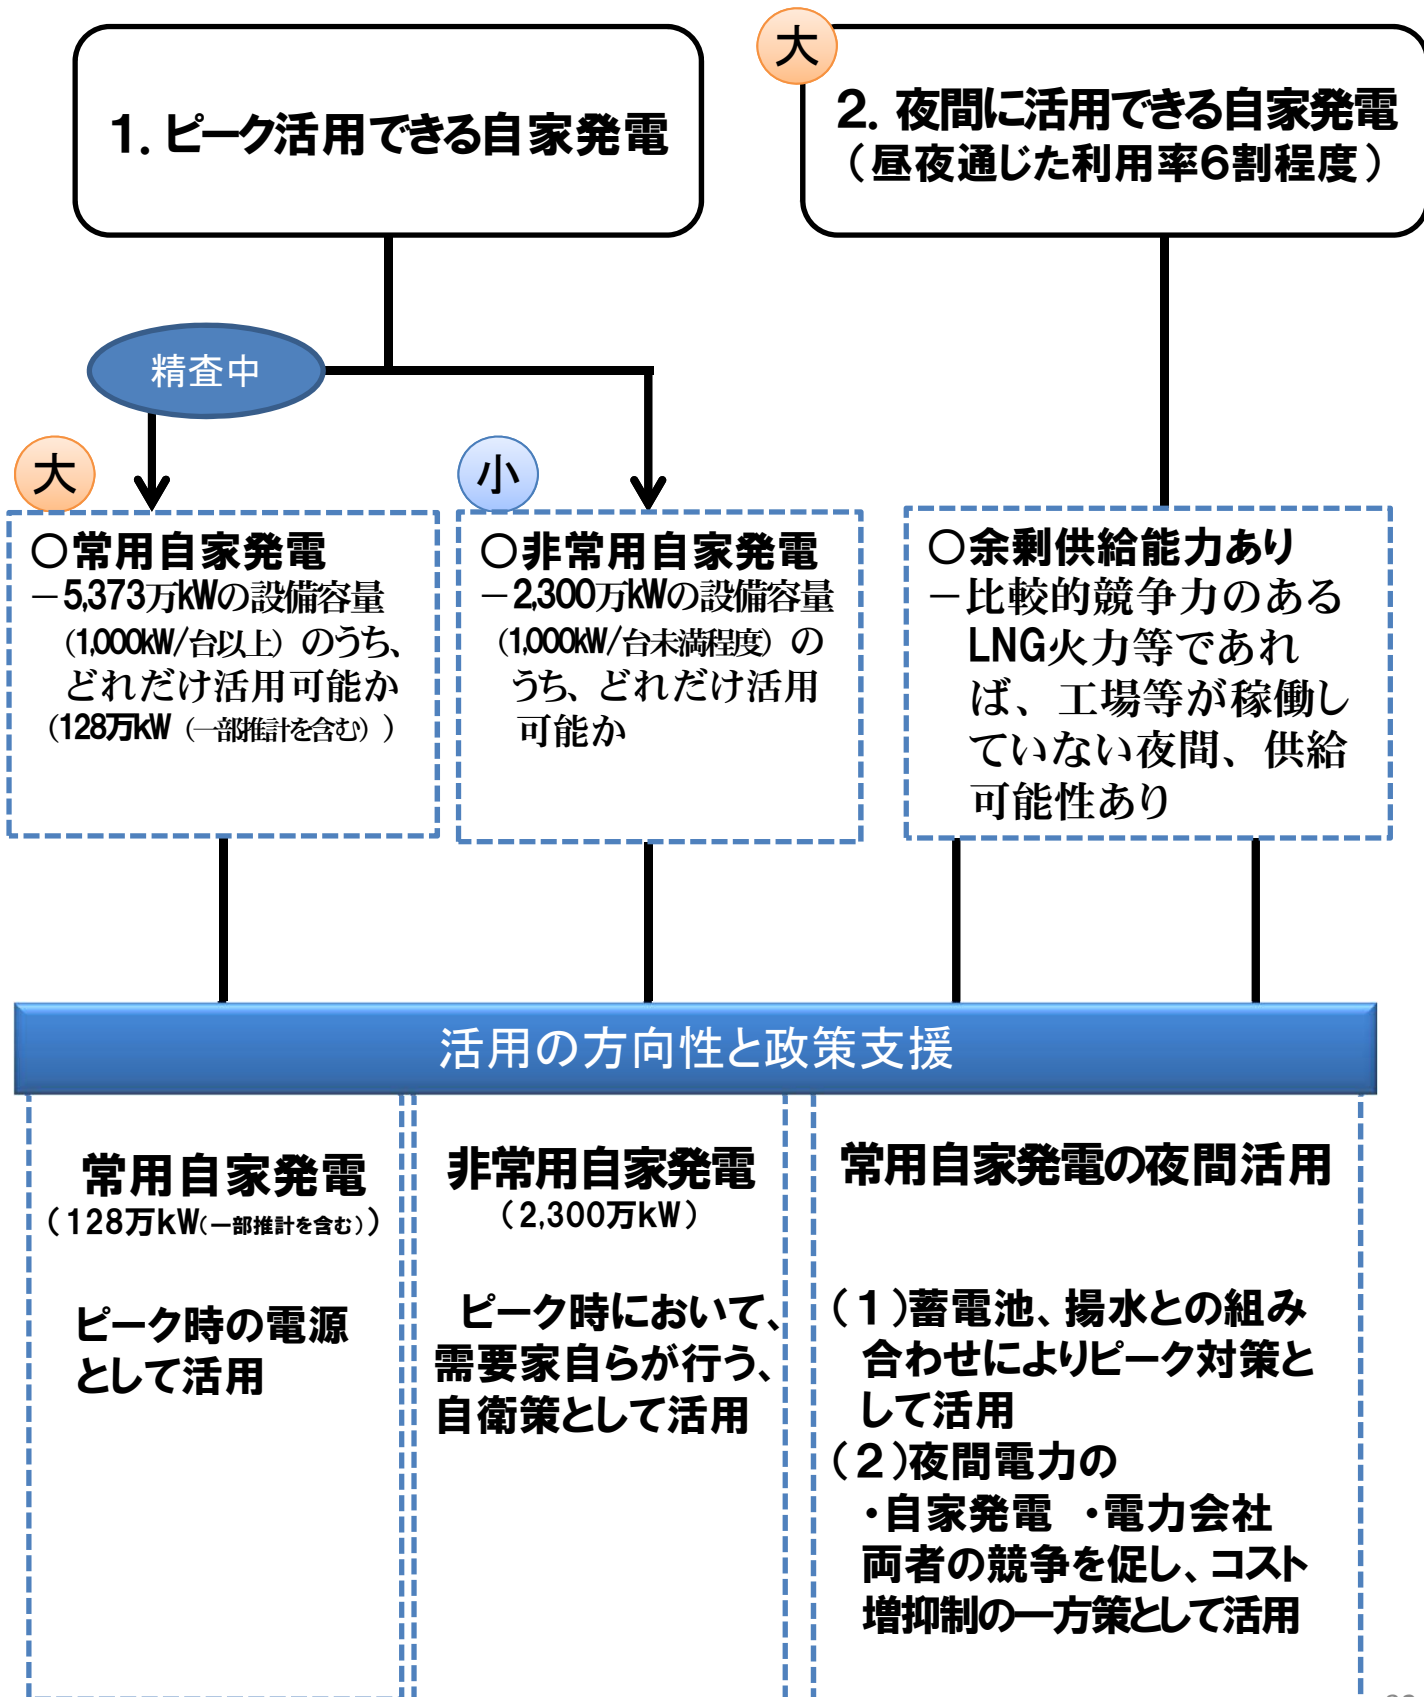 1. ピーク活用できる自家発電
大
2. 夜間に活用できる自家発電
（昼夜通じた利用率6割程度）
精査中
大
○常用自家発電
－5,373万kWの設備容量
（1,000kW/台以上）のうち、
どれだけ活用可能か
（128万kW（一部推計を含む））
小
○非常用自家発電
－2,300万kWの設備容量
（1,000kW/台未満程度）の
うち、どれだけ活用
可能か
○余剰供給能力あり
－比較的競争力のある
LNG火力等であれ
ば、工場等が稼働し
ていない夜間、供給
可能性あり
活用の方向性と政策支援
常用自家発電
（128万kW（一部推計を含む））
ピーク時の電源
として活用
非常用自家発電
（2,300万kW）
ピーク時において、
需要家自らが行う、
自衛策として活用
常用自家発電の夜間活用
（1）蓄電池、揚水との組み
合わせによりピーク対策と
して活用
（2）夜間電力の
・自家発電 ・電力会社
両者の競争を促し、コスト
増抑制の一方策として活用